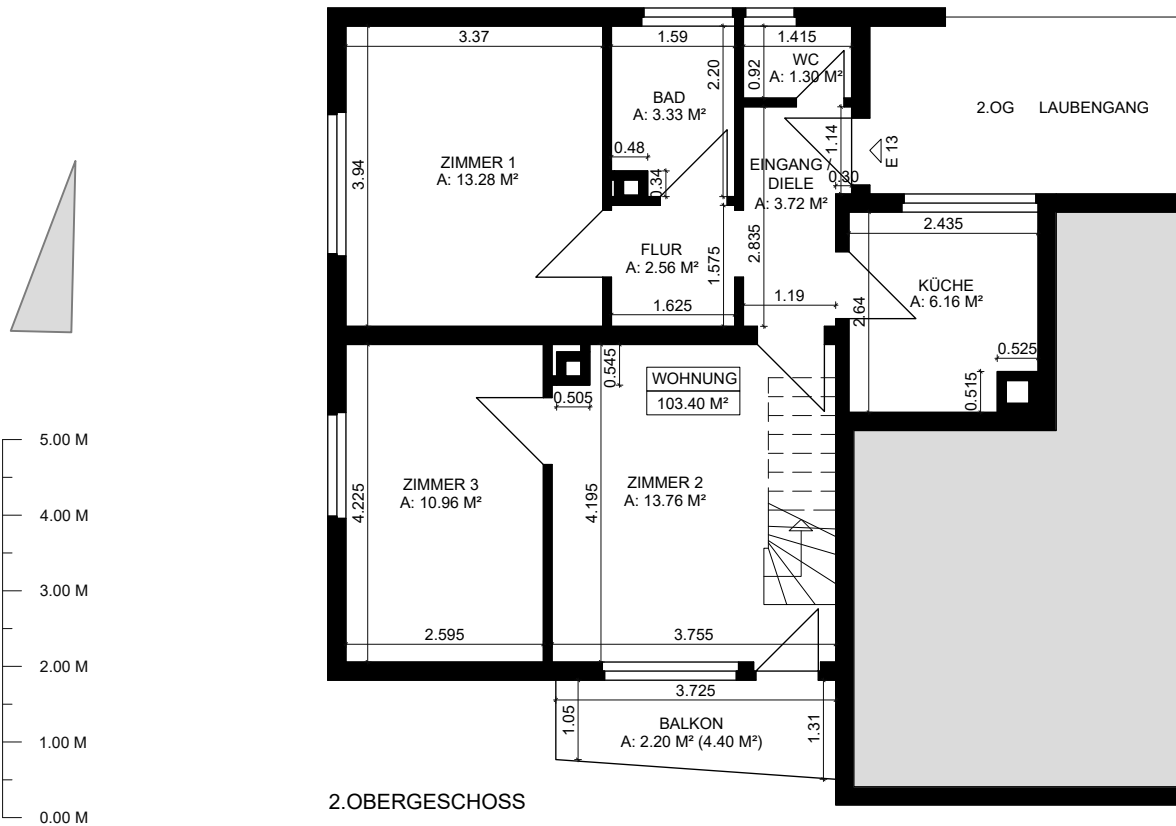 3.37
1.59
1.415
WC
A: 1.30 M²
0.92
2.20
BAD
A: 3.33 M²
2.OG LAUBENGANG
1.14
E 13
ZIMMER 1
A: 13.28 M²
3.94
0.48
0.34
EINGANG /
DIELE
A: 3.72 M²
0.30
2.435
FLUR
A: 2.56 M²
1.575
2.835
KÜCHE
A: 6.16 M²
2.64
1.625
1.19
0.525
0.515
0.545
0.505
WOHNUNG
103.40 M²
5.00 M
4.00 M
3.00 M
2.00 M
1.00 M
0.00 M
ZIMMER 3
A: 10.96 M²
4.225
4.195
ZIMMER 2
A: 13.76 M²
2.595
3.755
3.725
1.05
1.31
BALKON
A: 2.20 M² (4.40 M²)
2.OBERGESCHOSS